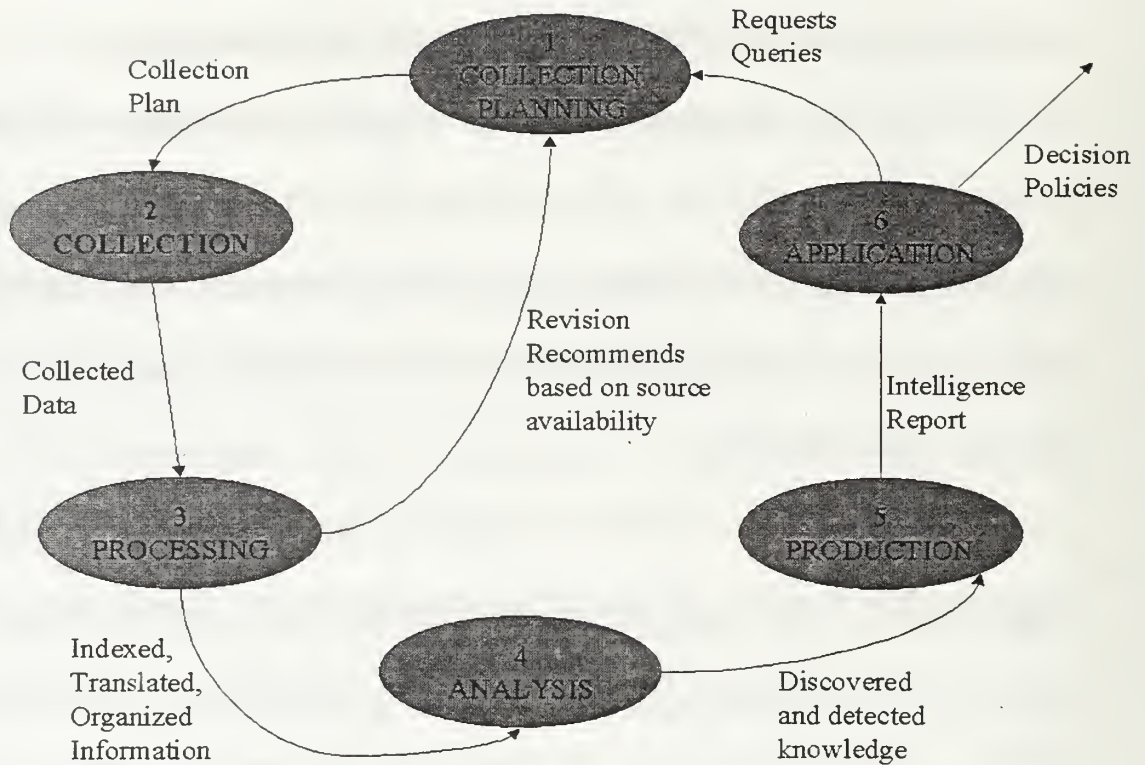 1
COLLECTION
PLANNING
Requests
Queries
Collection
Plan
Decision
Policies
2
COLLECTION
6
APPLICATION
Revision
Recommends
based on source
availability
Collected
Data
Intelligence
Report
3
PROCESSING
5
PRODUCTION
4
ANALYSIS
Indexed,
Translated,
Organized
Information
Discovered
and detected
knowledge